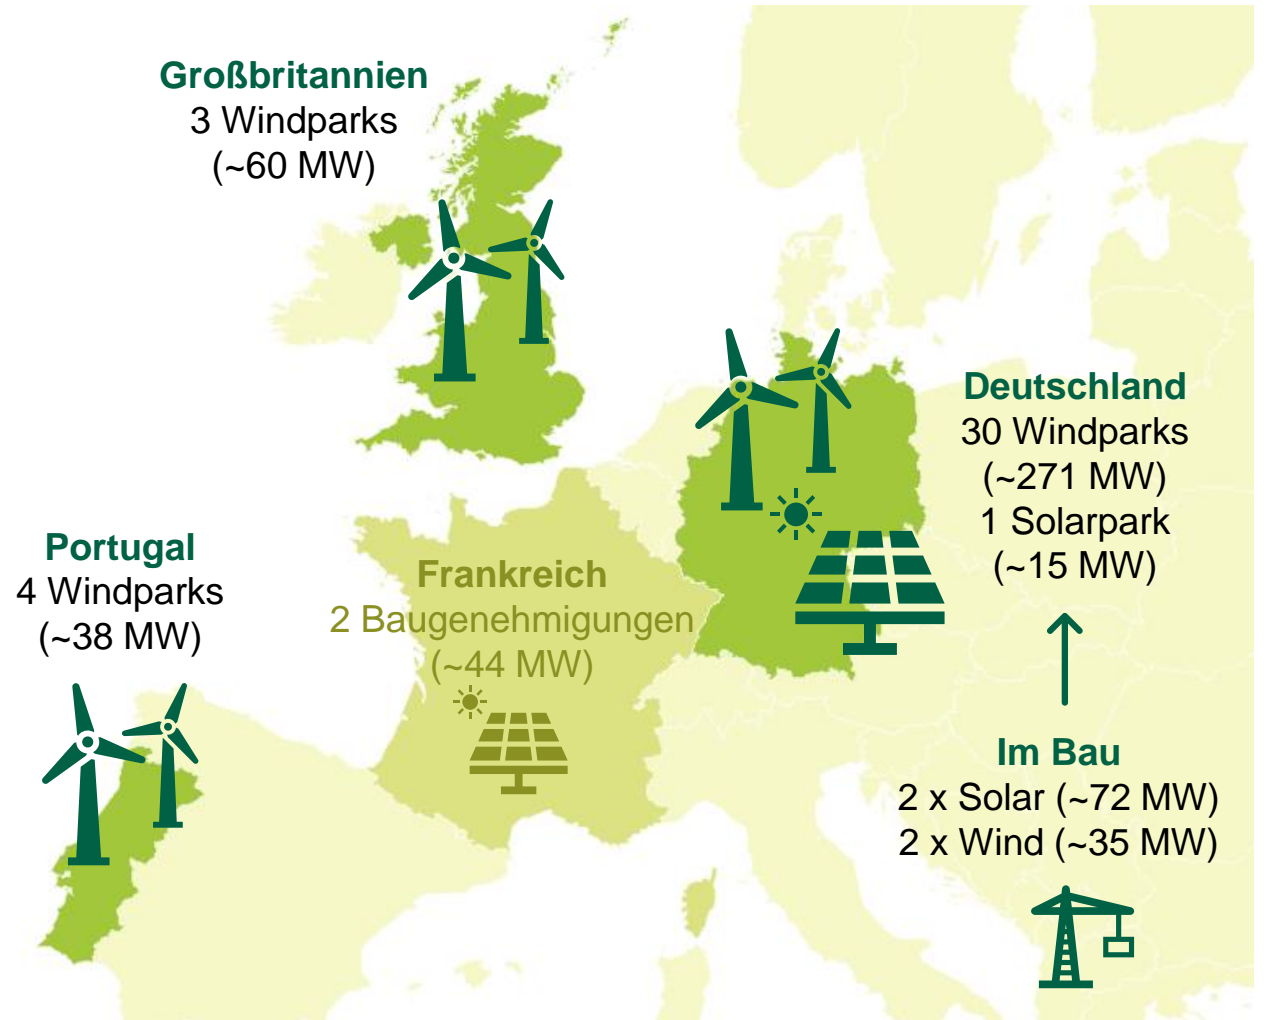 Großbritannien
3 Windparks
(~60 MW)
Deutschland
30 Windparks
(~271 MW)
1 Solarpark
(~15 MW)
Portugal
4 Windparks
(~38 MW)
Frankreich
2 Baugenehmigungen
(~44 MW)
Im Bau
2 x Solar (~72 MW)
2 x Wind (~35 MW)